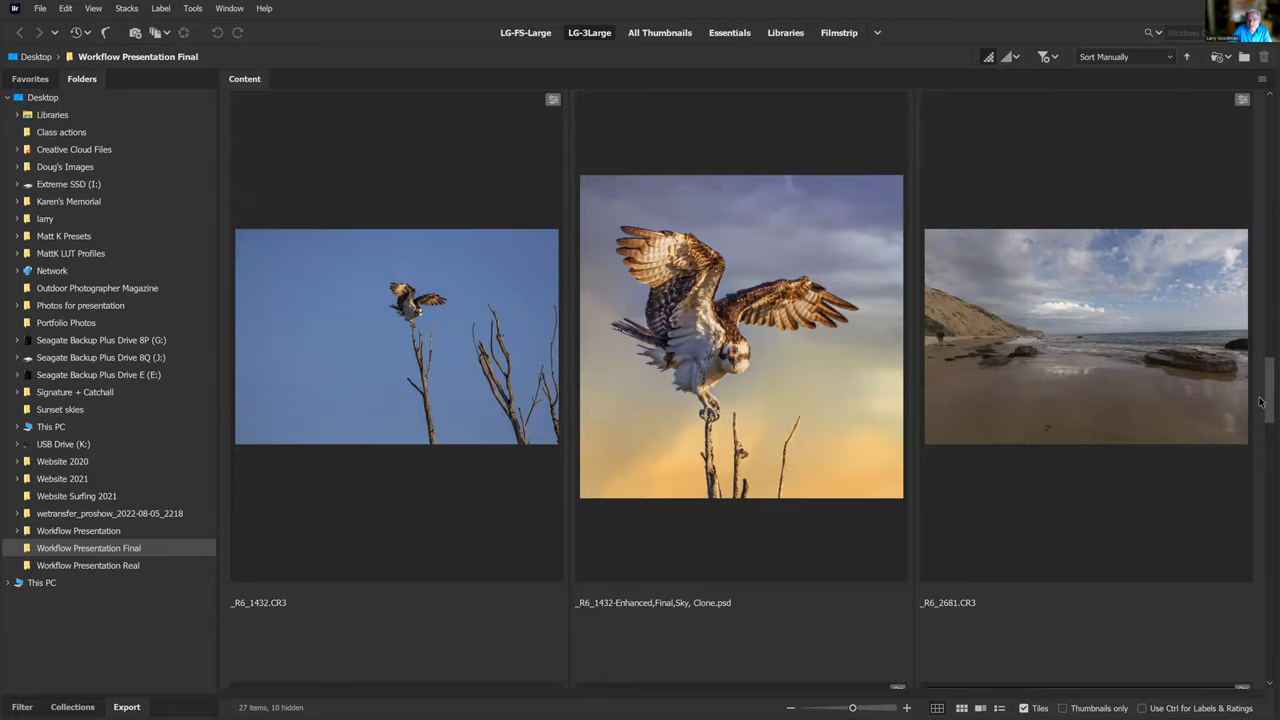 Br File Edit View Stacks Label Tools Window Help
LG-FS-Large LG-3Large All Thumbnails Essentials Libraries Filmstrip
Larry Goodman
Desktop Workflow Presentation Final
Sort Manually
Favorites Folders Content
Desktop
Libraries
Class actions
Creative Cloud Files
Doug's Images
Extreme SSD (I:)
Karen's Memorial
larry
Matt K Presets
MattK LUT Profiles
Network
Outdoor Photographer Magazine
Photos for presentation
Portfolio Photos
Seagate Backup Plus Drive 8P (G:)
Seagate Backup Plus Drive 8Q (J:)
Seagate Backup Plus Drive E (E:)
Signature + Catchall
Sunset skies
This PC
USB Drive (K:)
Website 2020
Website 2021
Website Surfing 2021
wetransfer_proshow_2022-08-05_2218
Workflow Presentation
Workflow Presentation Final
Workflow Presentation Real
This PC
_R6_1432.CR3
_R6_1432-Enhanced,Final,Sky, Clone.psd
_R6_2681.CR3
Filter Collections Export
27 items, 10 hidden
Tiles Thumbnails only Use Ctrl for Labels & Ratings